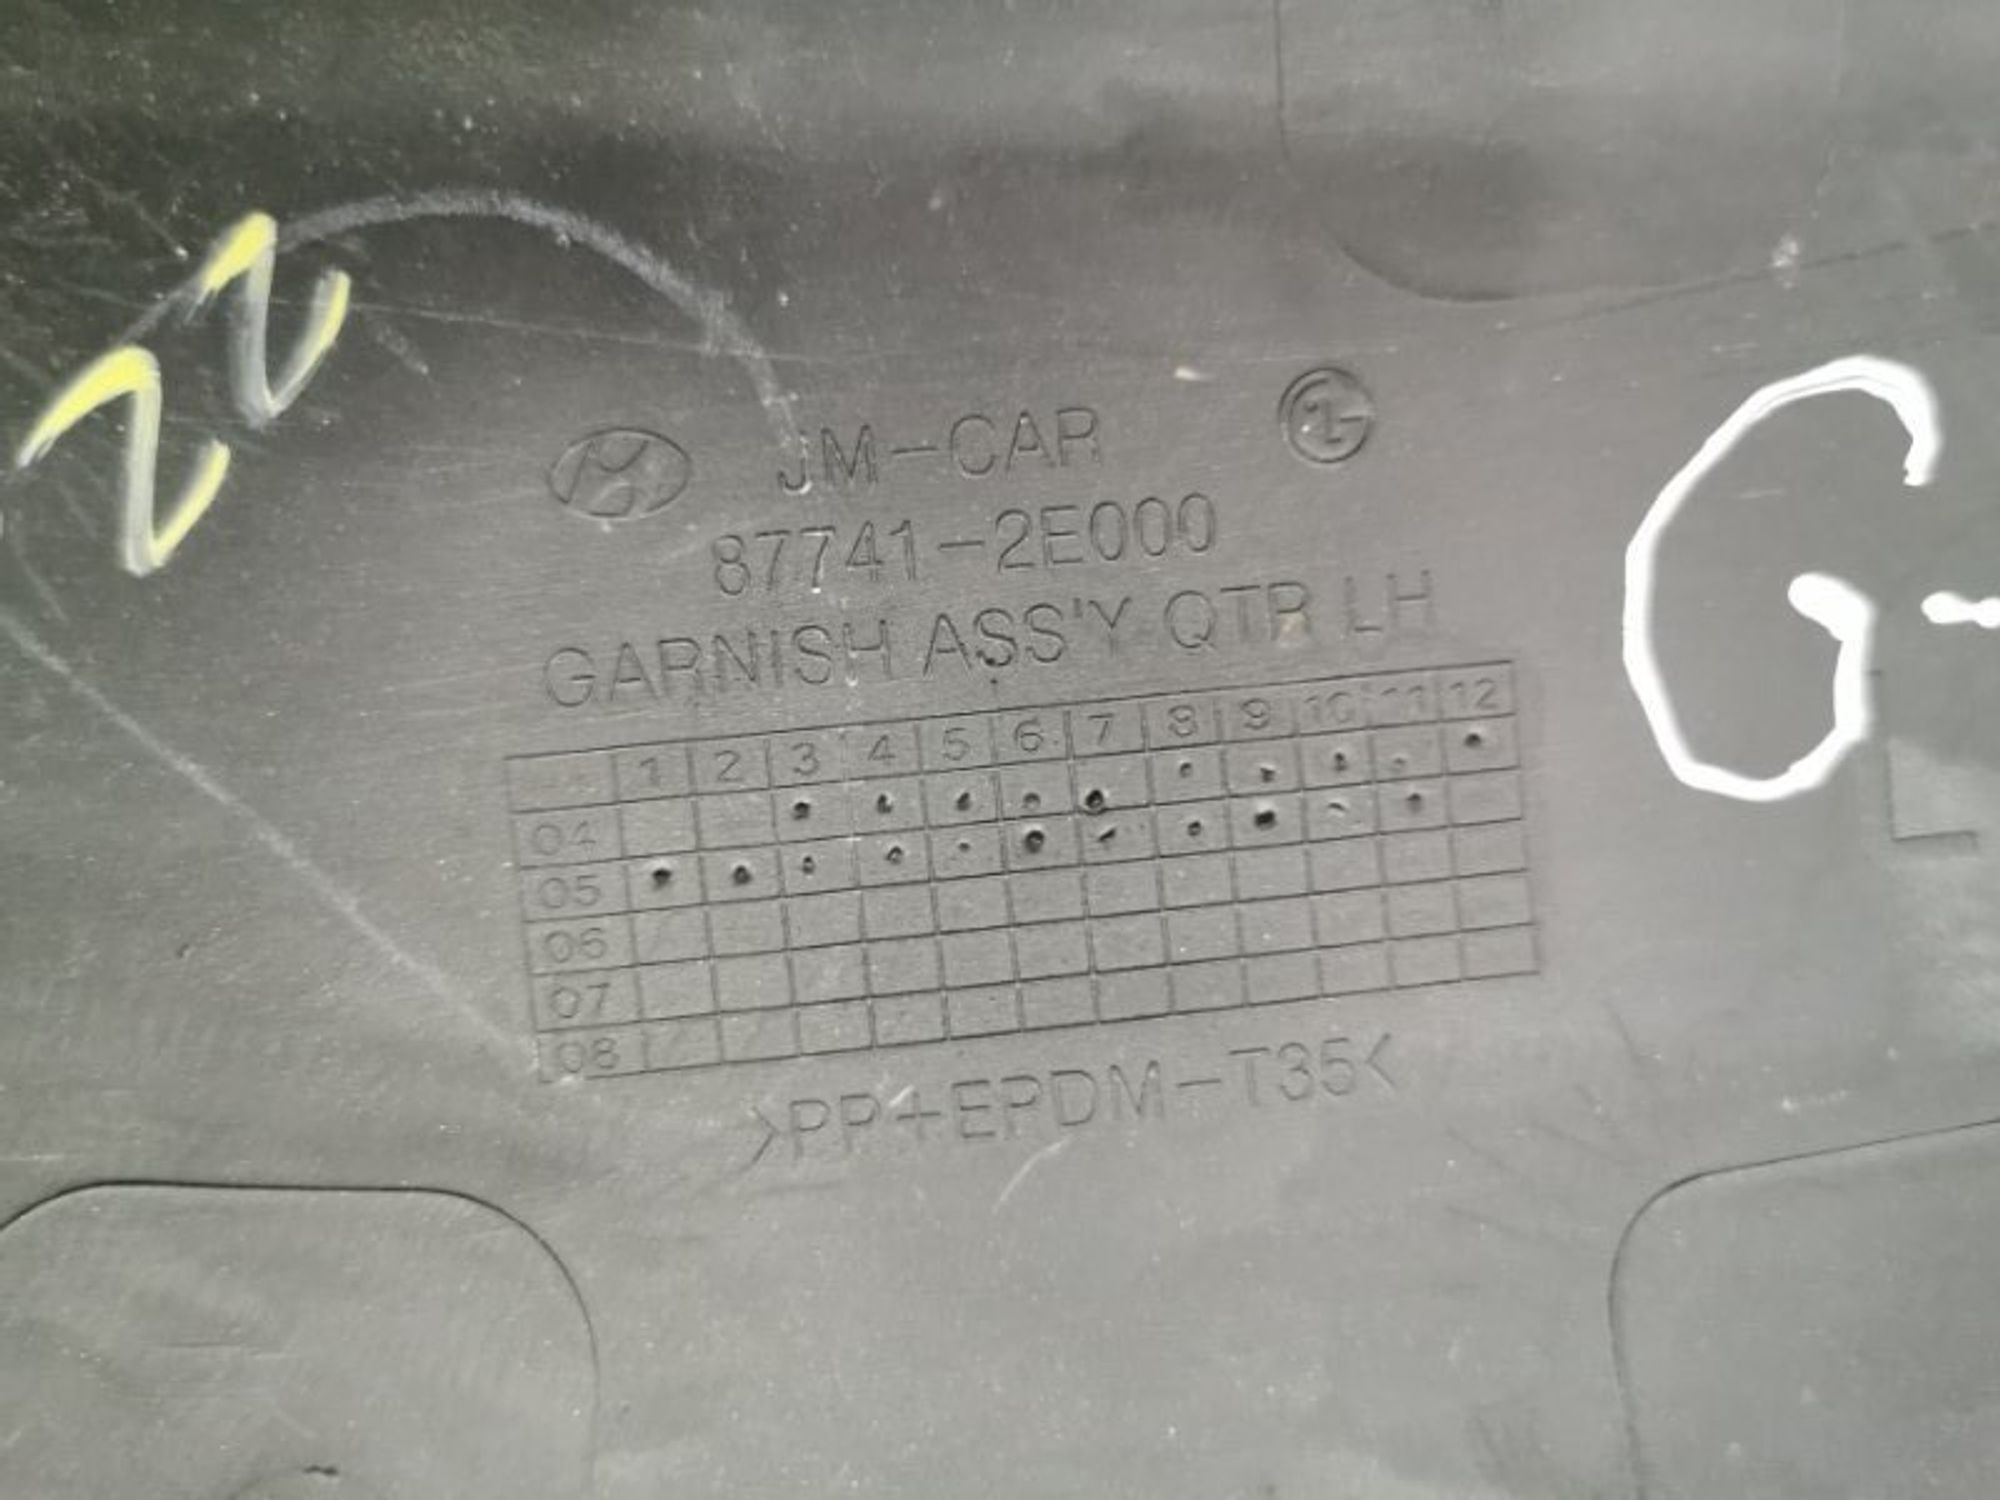 JM-CAR
87741-2E000
GARNISH ASS'Y QTR LH
1 2 3 4 5 6 7 8 9 10 11 12
04
05
06
07
08
>PP+EPDM-T35<
22
G-